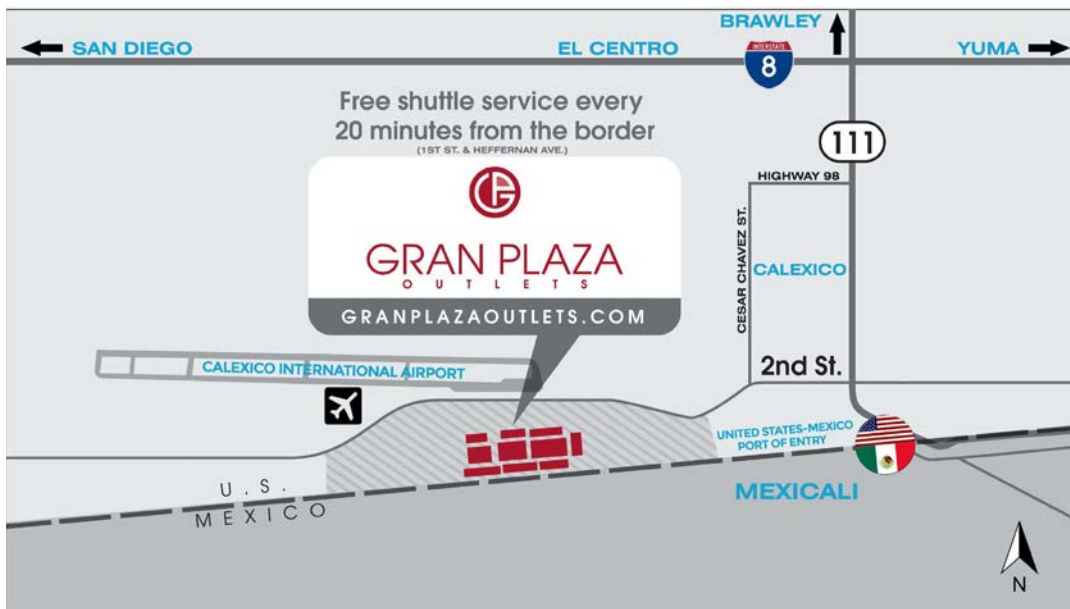 BRAWLEY
SAN DIEGO
EL CENTRO
INTERSTATE
8
YUMA
Free shuttle service every
20 minutes from the border
(1ST ST. & HEFFERNAN AVE.)
111
HIGHWAY 98
CESAR CHAVEZ ST.
CALEXICO
GPO
GRAN PLAZA
OUTLETS
GRANPLAZAOUTLETS.COM
2nd St.
CALEXICO INTERNATIONAL AIRPORT
UNITED STATES-MEXICO
PORT OF ENTRY
U.S.
MEXICO
MEXICALI
N